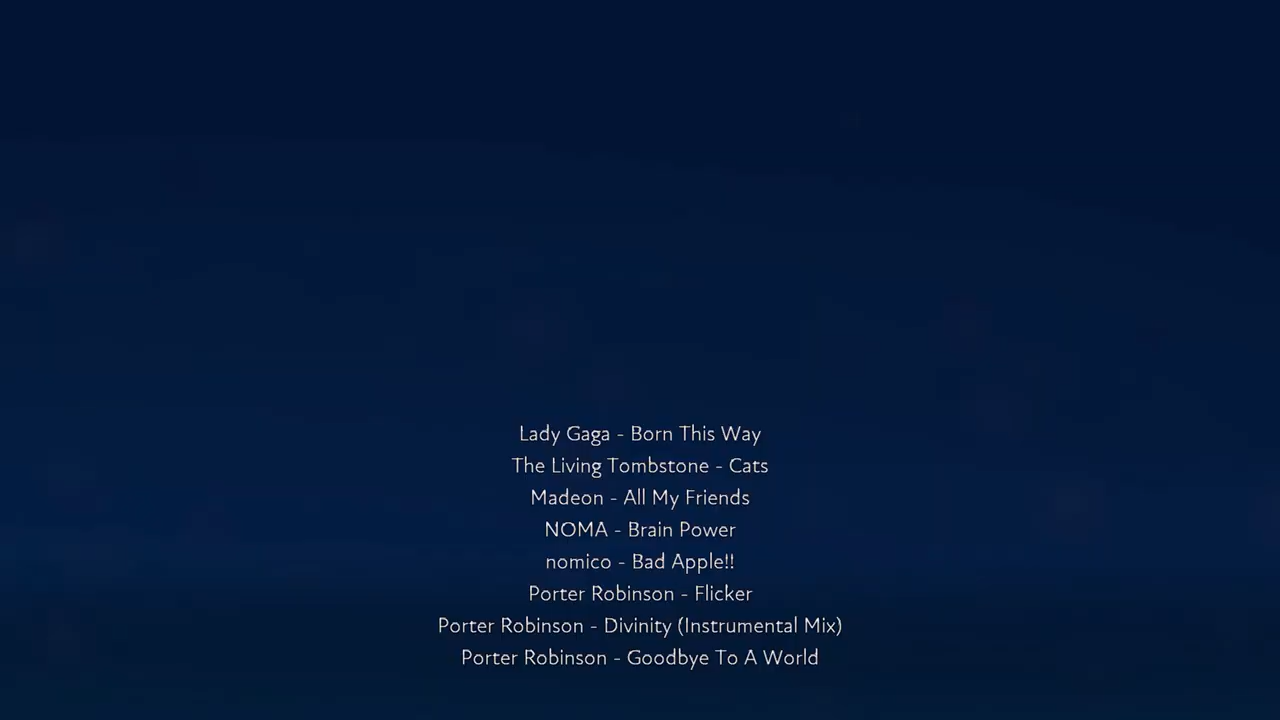 Lady Gaga - Born This Way
The Living Tombstone - Cats
Madeon - All My Friends
NOMA - Brain Power
nomico - Bad Apple!!
Porter Robinson - Flicker
Porter Robinson - Divinity (Instrumental Mix)
Porter Robinson - Goodbye To A World